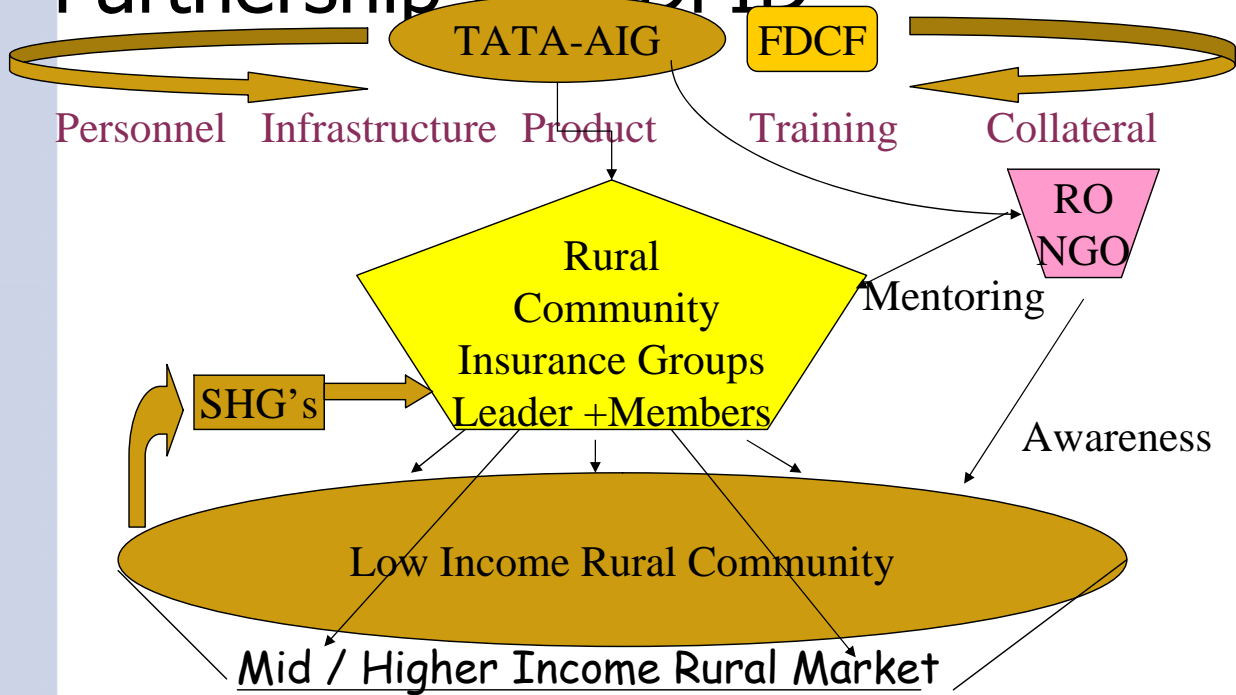 Partnership
TATA-AIG FDCF
Personnel Infrastructure Product Training Collateral
RO
NGO
Rural
Community
Insurance Groups
Leader +Members
Mentoring
SHG's
Awareness
Low Income Rural Community
Mid / Higher Income Rural Market